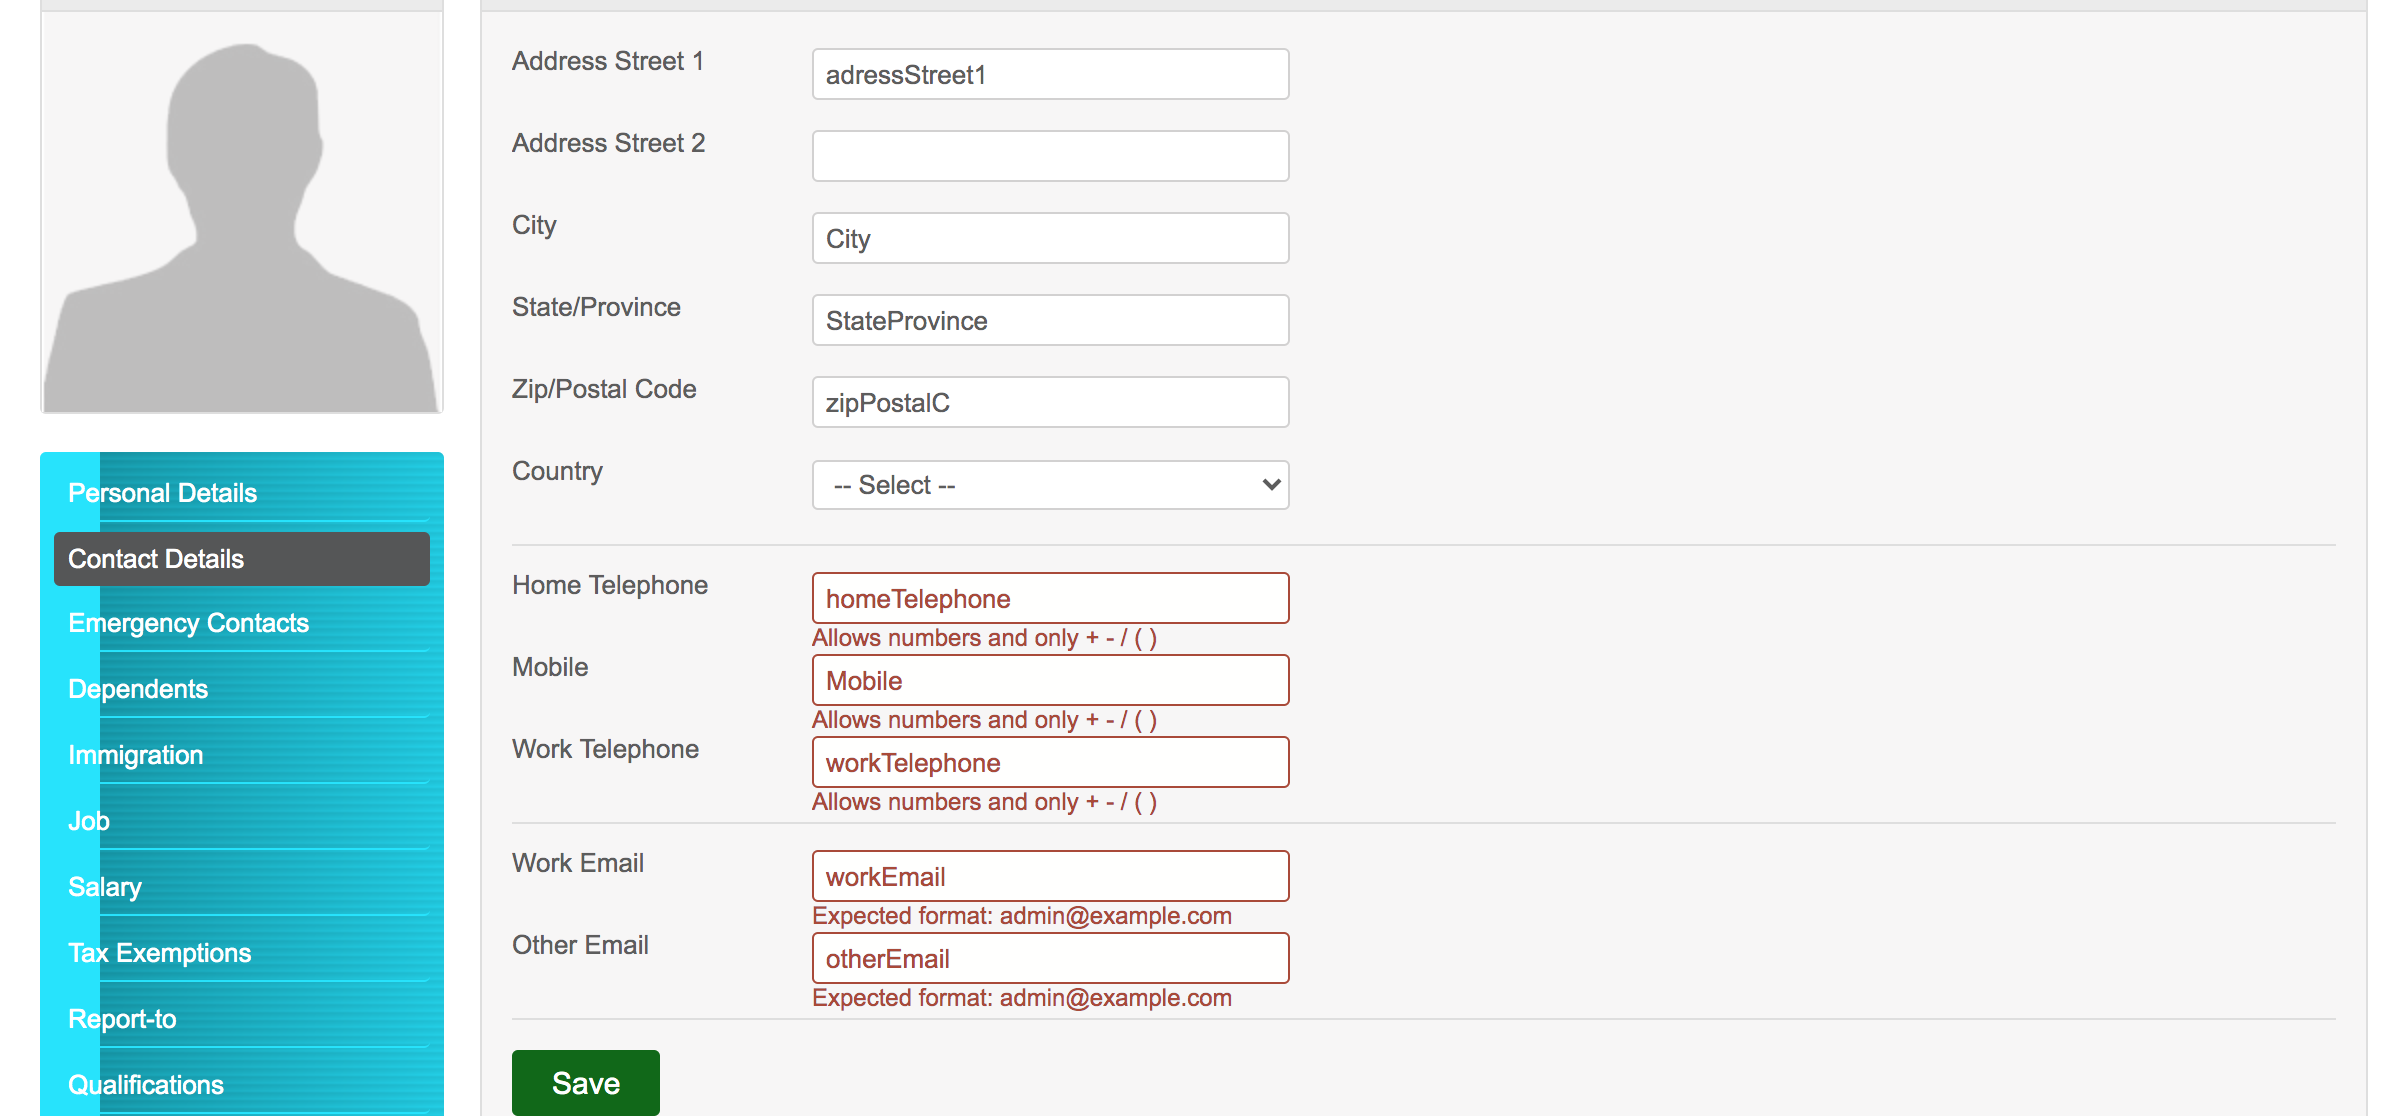 Personal Details
Contact Details
Emergency Contacts
Dependents
Immigration
Job
Salary
Tax Exemptions
Report-to
Qualifications
Address Street 1
adressStreet1
Address Street 2
City
City
State/Province
StateProvince
Zip/Postal Code
zipPostalC
Country
-- Select --
Home Telephone
homeTelephone
Allows numbers and only + - / ( )
Mobile
Mobile
Allows numbers and only + - / ( )
Work Telephone
workTelephone
Allows numbers and only + - / ( )
Work Email
workEmail
Expected format: admin@example.com
Other Email
otherEmail
Expected format: admin@example.com
Save